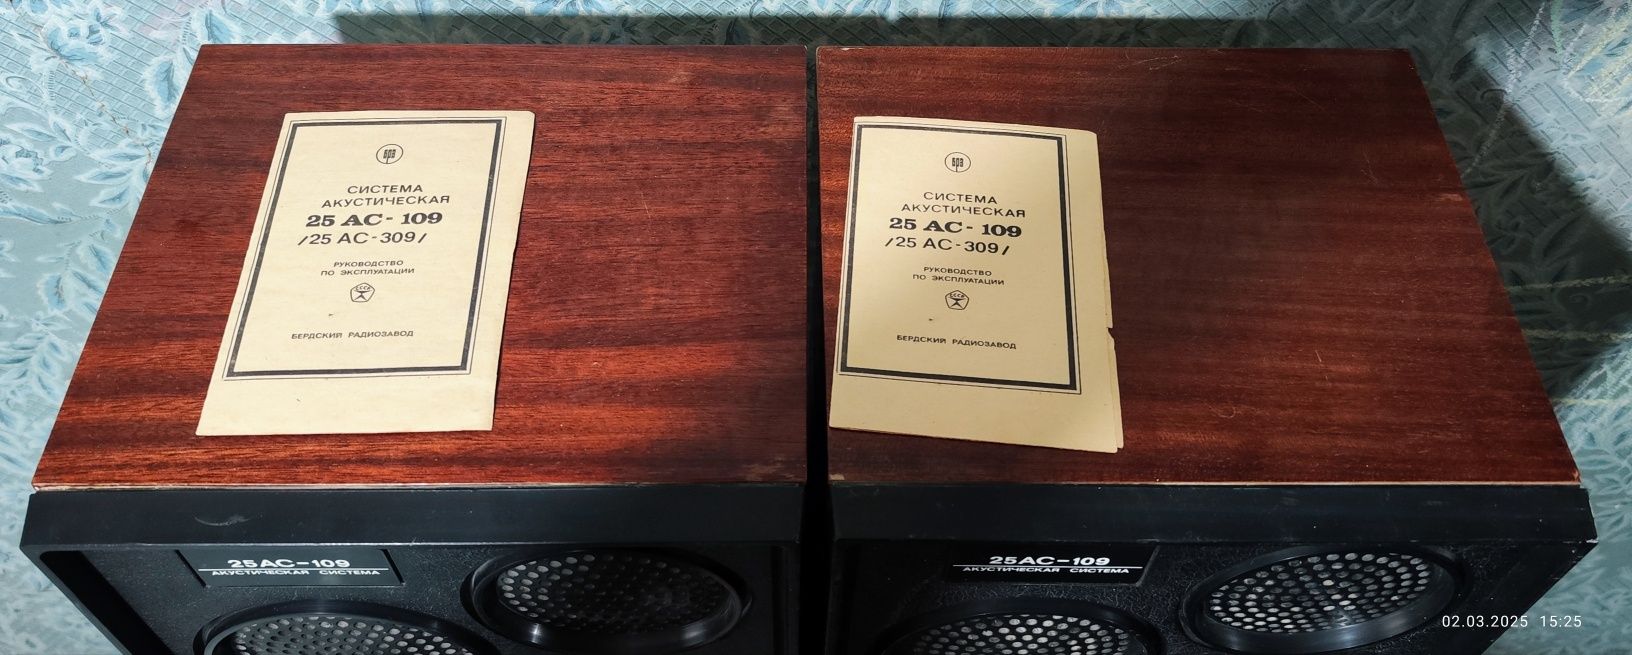 БРЗ
СИСТЕМА
АКУСТИЧЕСКАЯ
25 АС - 109
/25 АС - 309/
РУКОВОДСТВО
ПО ЭКСПЛУАТАЦИИ
СССР
БЕРДСКИЙ РАДИОЗАВОД
БРЗ
СИСТЕМА
АКУСТИЧЕСКАЯ
25 АС - 109
/25 АС - 309/
РУКОВОДСТВО
ПО ЭКСПЛУАТАЦИИ
СССР
БЕРДСКИЙ РАДИОЗАВОД
25АС-109
АКУСТИЧЕСКАЯ СИСТЕМА
25АС-109
АКУСТИЧЕСКАЯ СИСТЕМА
02.03.2025 15:25